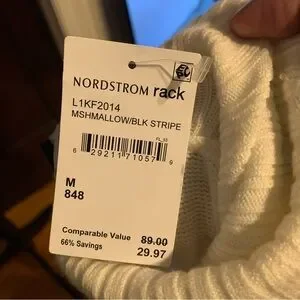 NORDSTROM rack
L1KF2014
MSHMALLOW/BLK STRIPE
6 29211 71057 9
M
848
Comparable Value 89.00
66% Savings 29.97